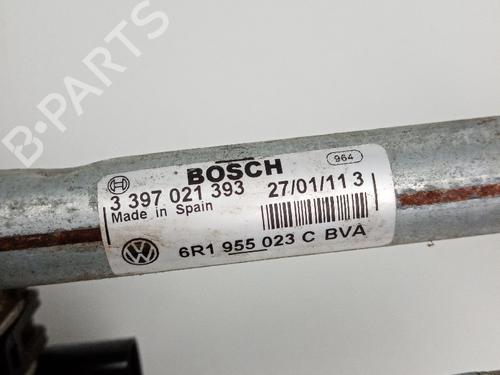 B-PARTS
964
BOSCH
3 397 021 393 27/01/11 3
Made in Spain
6R1 955 023 C BVA